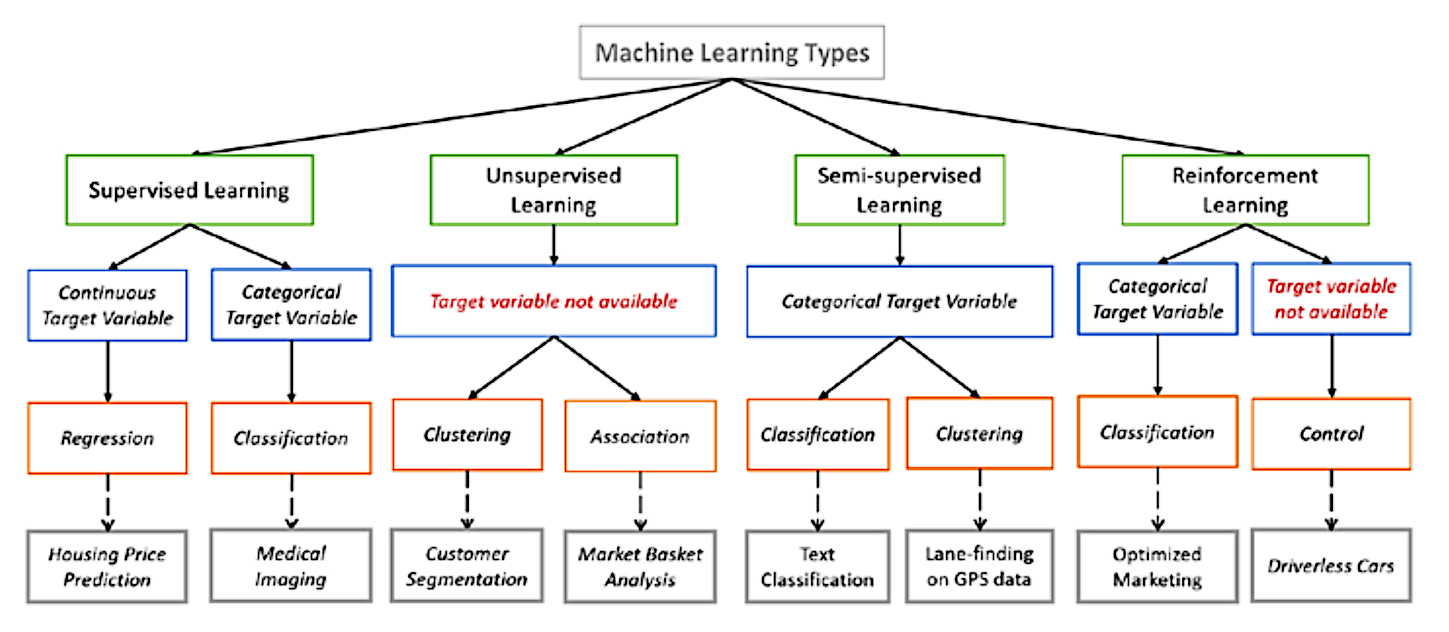 Machine Learning Types
Supervised Learning
Unsupervised
Learning
Semi-supervised
Learning
Reinforcement
Learning
Continuous
Target Variable
Categorical
Target Variable
Target variable not available
Categorical Target Variable
Categorical
Target Variable
Target variable
not available
Regression
Classification
Clustering
Association
Classification
Clustering
Classification
Control
Housing Price
Prediction
Medical
Imaging
Customer
Segmentation
Market Basket
Analysis
Text
Classification
Lane-finding
on GPS data
Optimized
Marketing
Driverless Cars